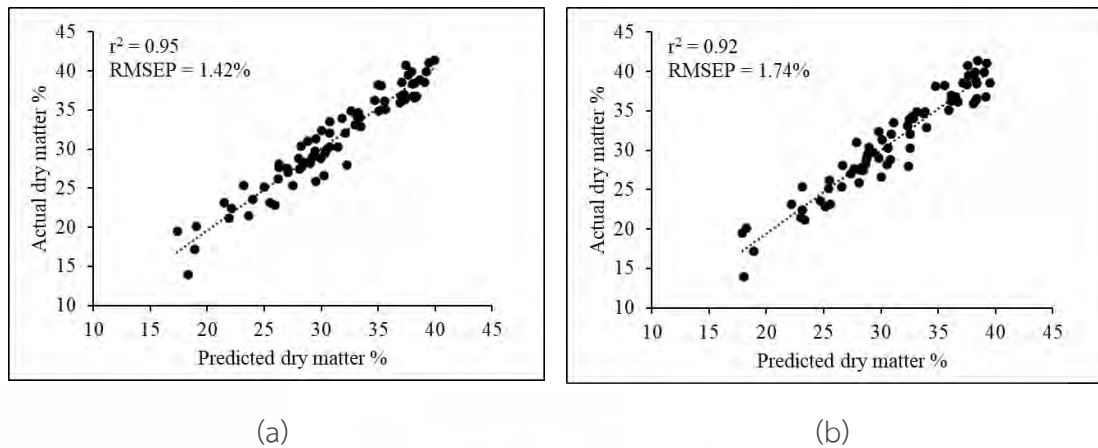 r² = 0.95
RMSEP = 1.42%
Actual dry matter %
45
40
35
30
25
20
15
10
10 15 20 25 30 35 40 45
Predicted dry matter %
(a)
r² = 0.92
RMSEP = 1.74%
Actual dry matter %
45
40
35
30
25
20
15
10
10 15 20 25 30 35 40 45
Predicted dry matter %
(b)